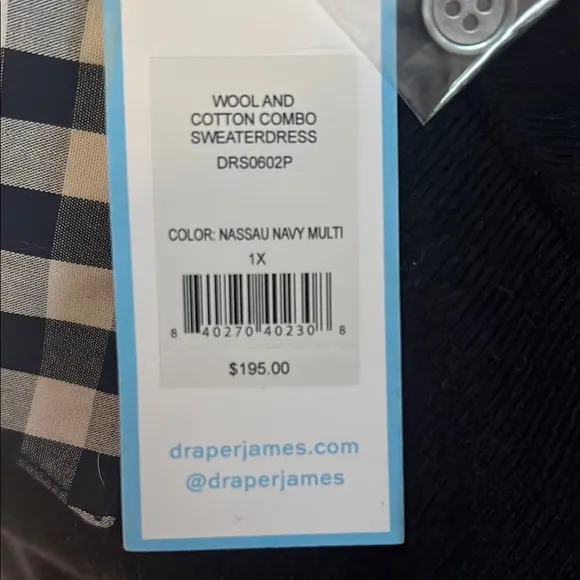 WOOL AND
COTTON COMBO
SWEATERDRESS
DRS0602P
COLOR: NASSAU NAVY MULTI
1X
8 40270 40230 8
$195.00
draperjames.com
@draperjames